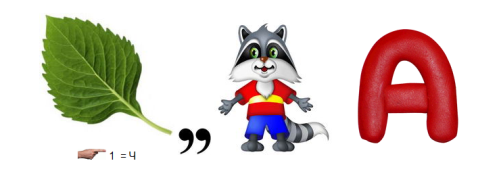 ,, А
1 = Ч